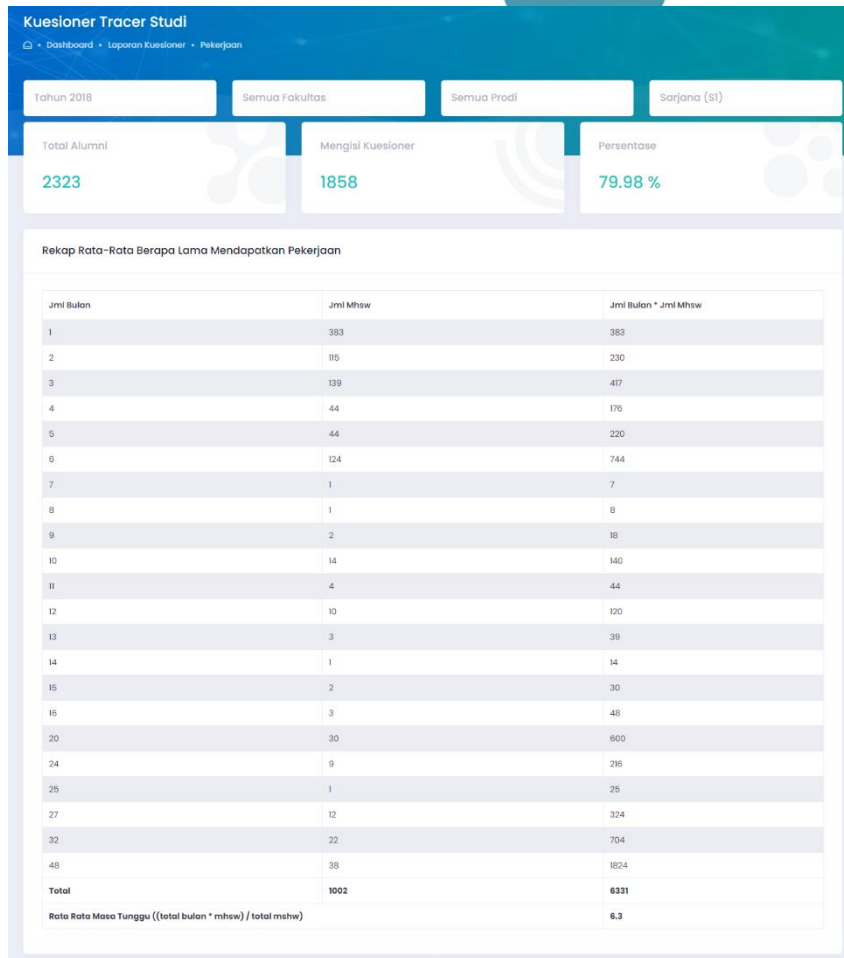 Kuesioner Tracer Studi
Dashboard • Laporan Kuesioner • Pekerjaan
Tahun 2018 Semua Fakultas Semua Prodi Sarjana (S1)
Total Alumni Mengisi Kuesioner Persentase
2323 1858 79.98 %
Rekap Rata-Rata Berapa Lama Mendapatkan Pekerjaan
Jml Bulan Jml Mhsw Jml Bulan * Jml Mhsw
1 383 383
2 115 230
3 139 417
4 44 176
5 44 220
6 124 744
7 1 7
8 1 8
9 2 18
10 14 140
11 4 44
12 10 120
13 3 39
14 1 14
15 2 30
16 3 48
20 30 600
24 9 216
25 1 25
27 12 324
32 22 704
48 38 1824
Total 1002 6331
Rata Rata Masa Tunggu ((total bulan * mhsw) / total mshw) 6.3